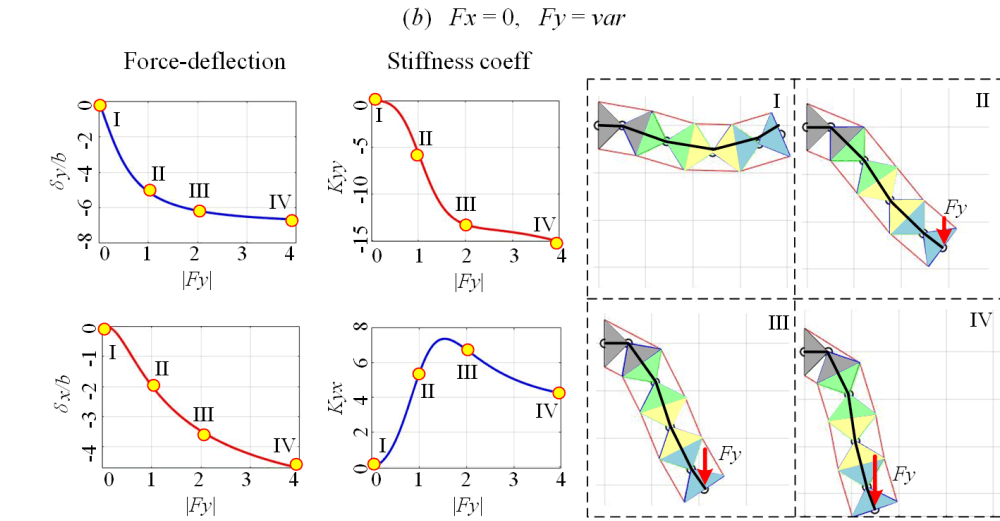 (b) Fx = 0, Fy = var
Force-deflection
Stiffness coeff
δy/b
0
2
-4
-6
-8
I
II
III
IV
0 1 2 3 4
|Fy|
Kyy
0
-5
-10
-15
I
II
III
IV
0 1 2 3 4
|Fy|
I
II
Fy
δx/b
0
-1
-2
-3
-4
I
II
III
IV
0 1 2 3 4
|Fy|
Kyx
8
6
4
2
0
I
II
III
IV
0 1 2 3 4
|Fy|
III
Fy
IV
Fy